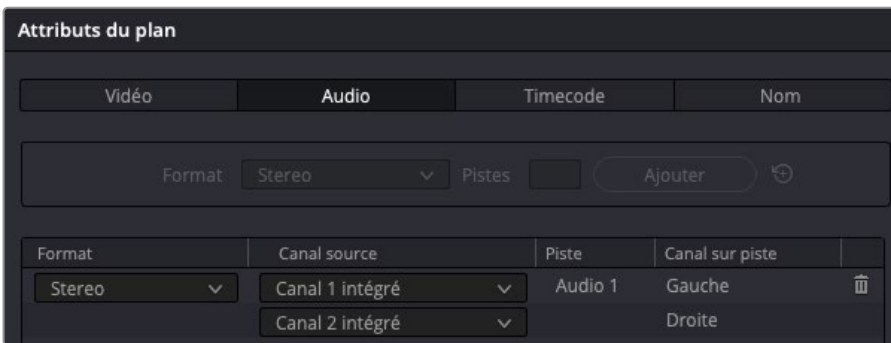 Attributs du plan
Vidéo Audio Timecode Nom
Format Stereo Pistes Ajouter
Format Canal source Piste Canal sur piste
Stereo Canal 1 intégré Audio 1 Gauche
Canal 2 intégré Droite